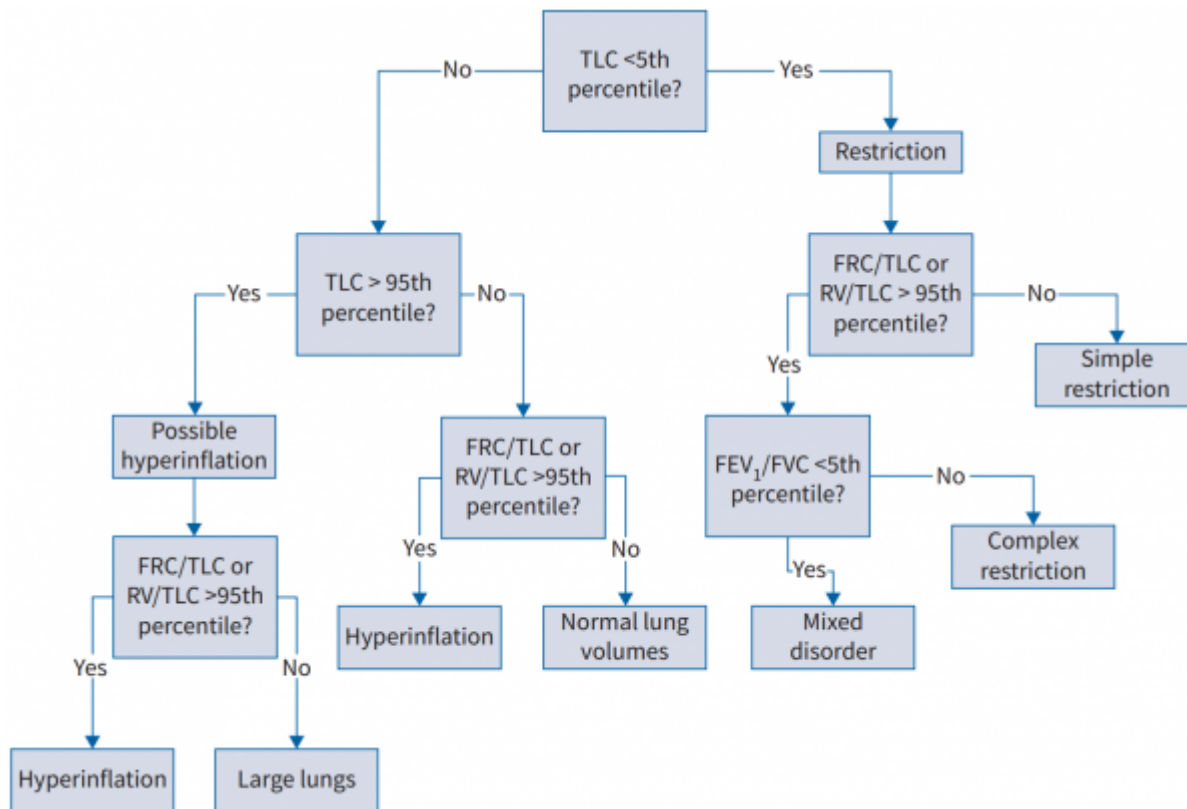 TLC <5th
percentile?
No
Yes
Restriction
TLC > 95th
percentile?
FRC/TLC or
RV/TLC > 95th
percentile?
Yes
No
No
Yes
Simple
restriction
Possible
hyperinflation
FRC/TLC or
RV/TLC >95th
percentile?
FEV₁/FVC <5th
percentile?
No
Yes
No
Complex
restriction
Yes
FRC/TLC or
RV/TLC >95th
percentile?
Hyperinflation
Normal lung
volumes
Mixed
disorder
Yes
No
Hyperinflation
Large lungs